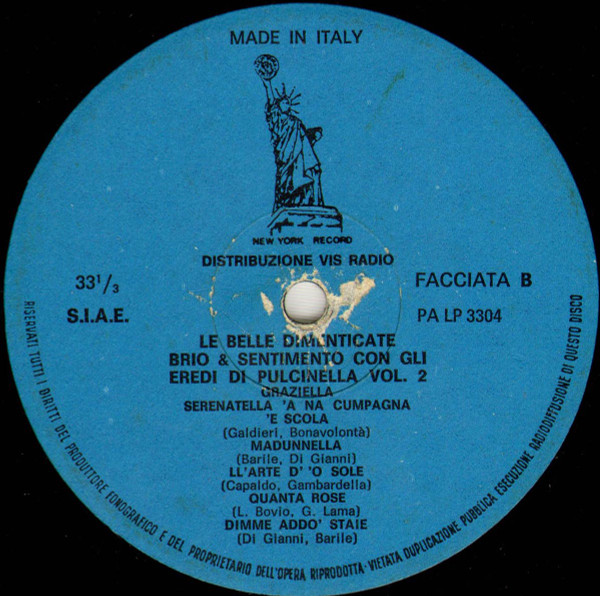 MADE IN ITALY
NEW YORK RECORD
DISTRIBUZIONE VIS RADIO
33 1/3
FACCIATA B
S.I.A.E.
PA LP 3304
LE BELLE DIMENTICATE
BRIO & SENTIMENTO CON GLI
EREDI DI PULCINELLA VOL. 2
GRAZIELLA
SERENATELLA 'A NA CUMPAGNA
'E SCOLA
(Galdieri, Bonavolontà)
MADUNNELLA
(Barile, Di Gianni)
LL'ARTE D' 'O SOLE
(Capaldo, Gambardella)
QUANTA ROSE
(L. Bovio, G. Lama)
DIMME ADDO' STAIE
(Di Gianni, Barile)
RISERVATI TUTTI I DIRITTI DEL PRODUTTORE FONOGRAFICO E DEL PROPRIETARIO DELL'OPERA RIPRODOTTA - VIETATA DUPLICAZIONE PUBBLICA ESECUZIONE RADIODIFFUSIONE DI QUESTO DISCO